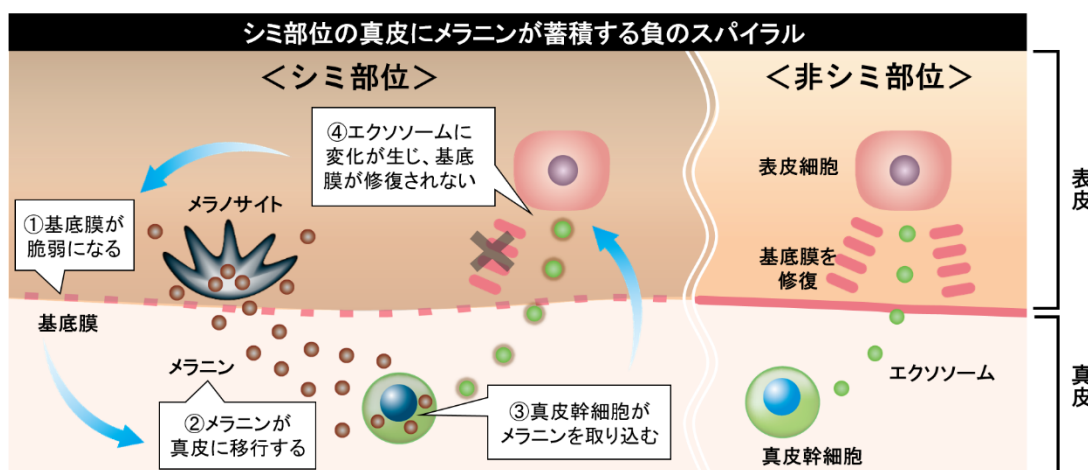 シミ部位の真皮にメラニンが蓄積する負のスパイラル
＜シミ部位＞
＜非シミ部位＞
④エクソソームに
変化が生じ、基底
膜が修復されない
表皮細胞
メラノサイト
①基底膜が
脆弱になる
基底膜を
修復
基底膜
メラニン
②メラニンが
真皮に移行する
③真皮幹細胞が
メラニンを取り込む
エクソソーム
真皮幹細胞
表皮
真皮